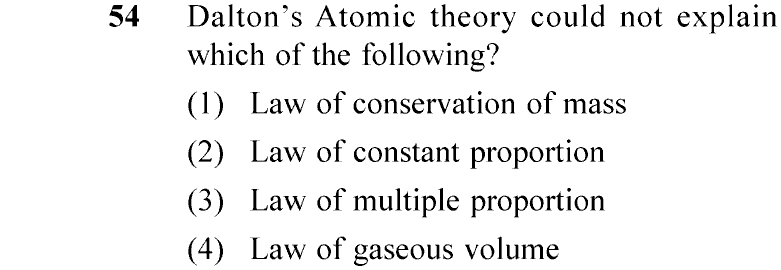 54 Dalton’s Atomic theory could not explain
which of the following?
(1) Law of conservation of mass
(2) Law of constant proportion
(3) Law of multiple proportion
(4) Law of gaseous volume